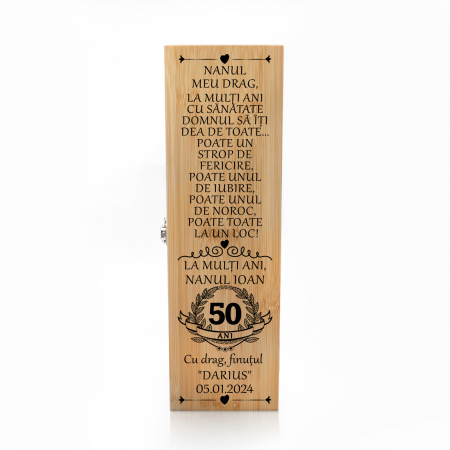 NANUL
MEU DRAG,
LA MULȚI ANI
CU SĂNĂTATE
DOMNUL SĂ ÎȚI
DEA DE TOATE...
POATE UN
STROP DE
FERICIRE,
POATE UNUL
DE IUBIRE,
POATE UNUL
DE NOROC,
POATE TOATE
LA UN LOC!
LA MULȚI ANI,
NANUL IOAN
50
ANI
Cu drag, finuțul
"DARIUS"
05.01.2024